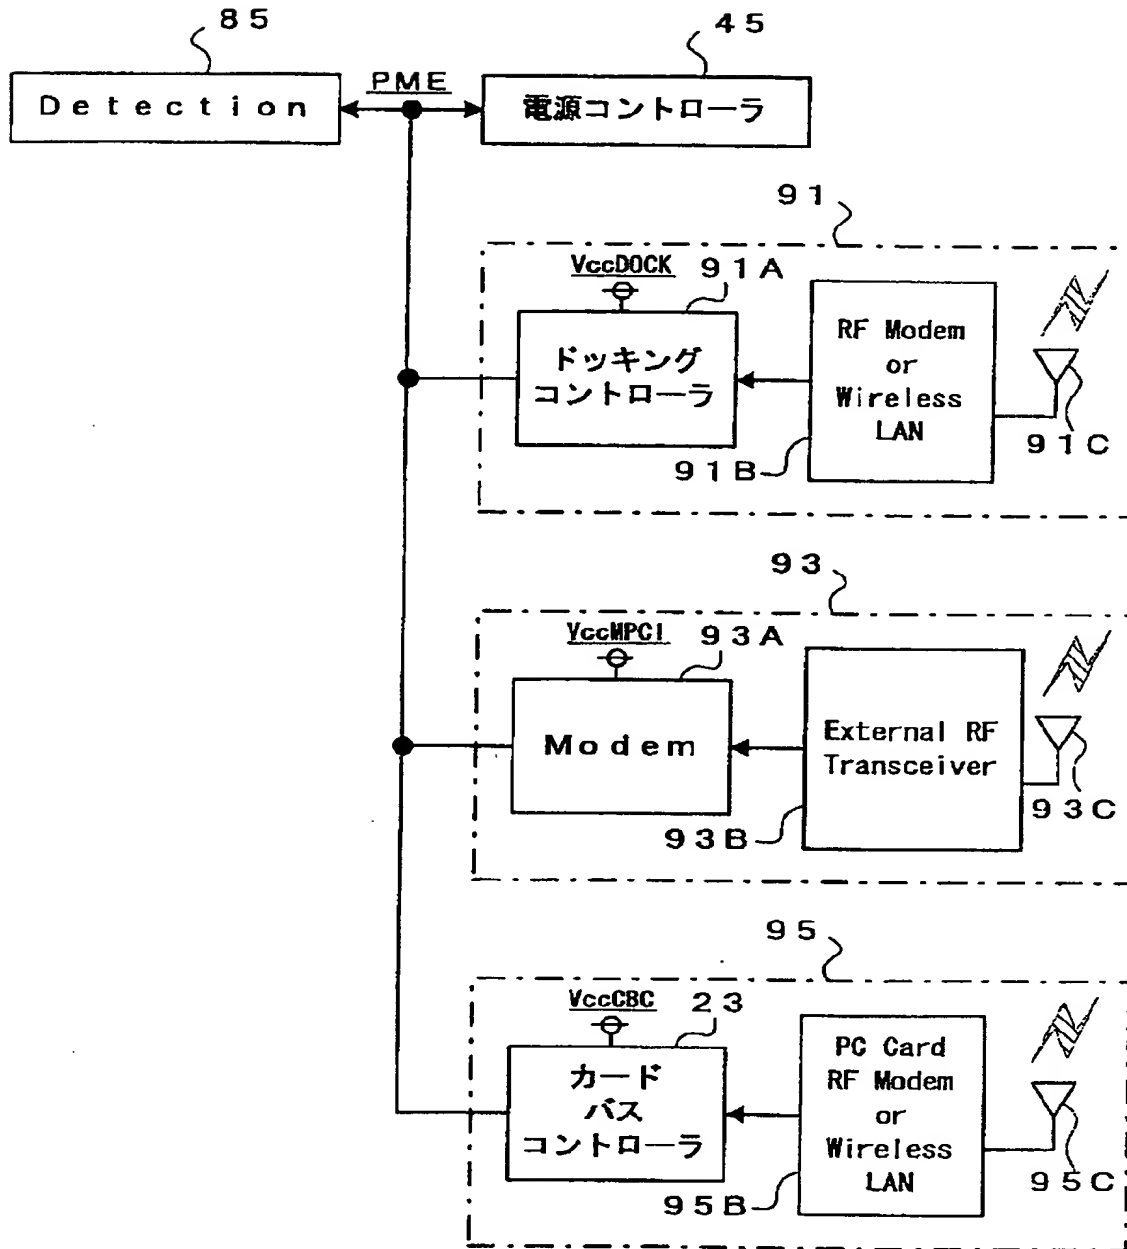 85
45
Detection
PME
電源コントローラ
91
VccDOCK
91A
ドッキング
コントローラ
RF Modem
or
Wireless
LAN
91B
91C
93
VccMPCI
93A
Modem
External RF
Transceiver
93B
93C
95
VccCBC
23
カード
バス
コントローラ
PC Card
RF Modem
or
Wireless
LAN
95B
95C